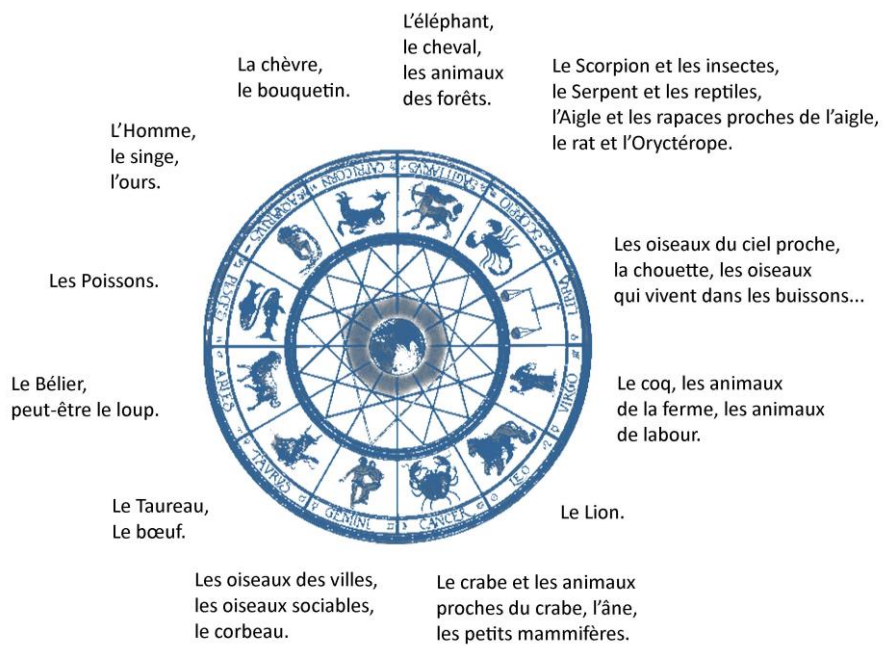 L'éléphant,
le cheval,
les animaux
des forêts.
La chèvre,
le bouquetin.
Le Scorpion et les insectes,
le Serpent et les reptiles,
l'Aigle et les rapaces proches de l'aigle,
le rat et l'Oryctérope.
L'Homme,
le singe,
l'ours.
Les oiseaux du ciel proche,
la chouette, les oiseaux
qui vivent dans les buissons...
Les Poissons.
Le Bélier,
peut-être le loup.
Le coq, les animaux
de la ferme, les animaux
de labour.
Le Taureau,
Le bœuf.
Le Lion.
Les oiseaux des villes,
les oiseaux sociables,
le corbeau.
Le crabe et les animaux
proches du crabe, l'âne,
les petits mammifères.
CAPRICORN
SAGITTARIUS
SCORPIO
LIBRA
VIRGO
LEO
CANCER
GEMINI
TAVRVS
ARIES
PISCES
AQUARIUS